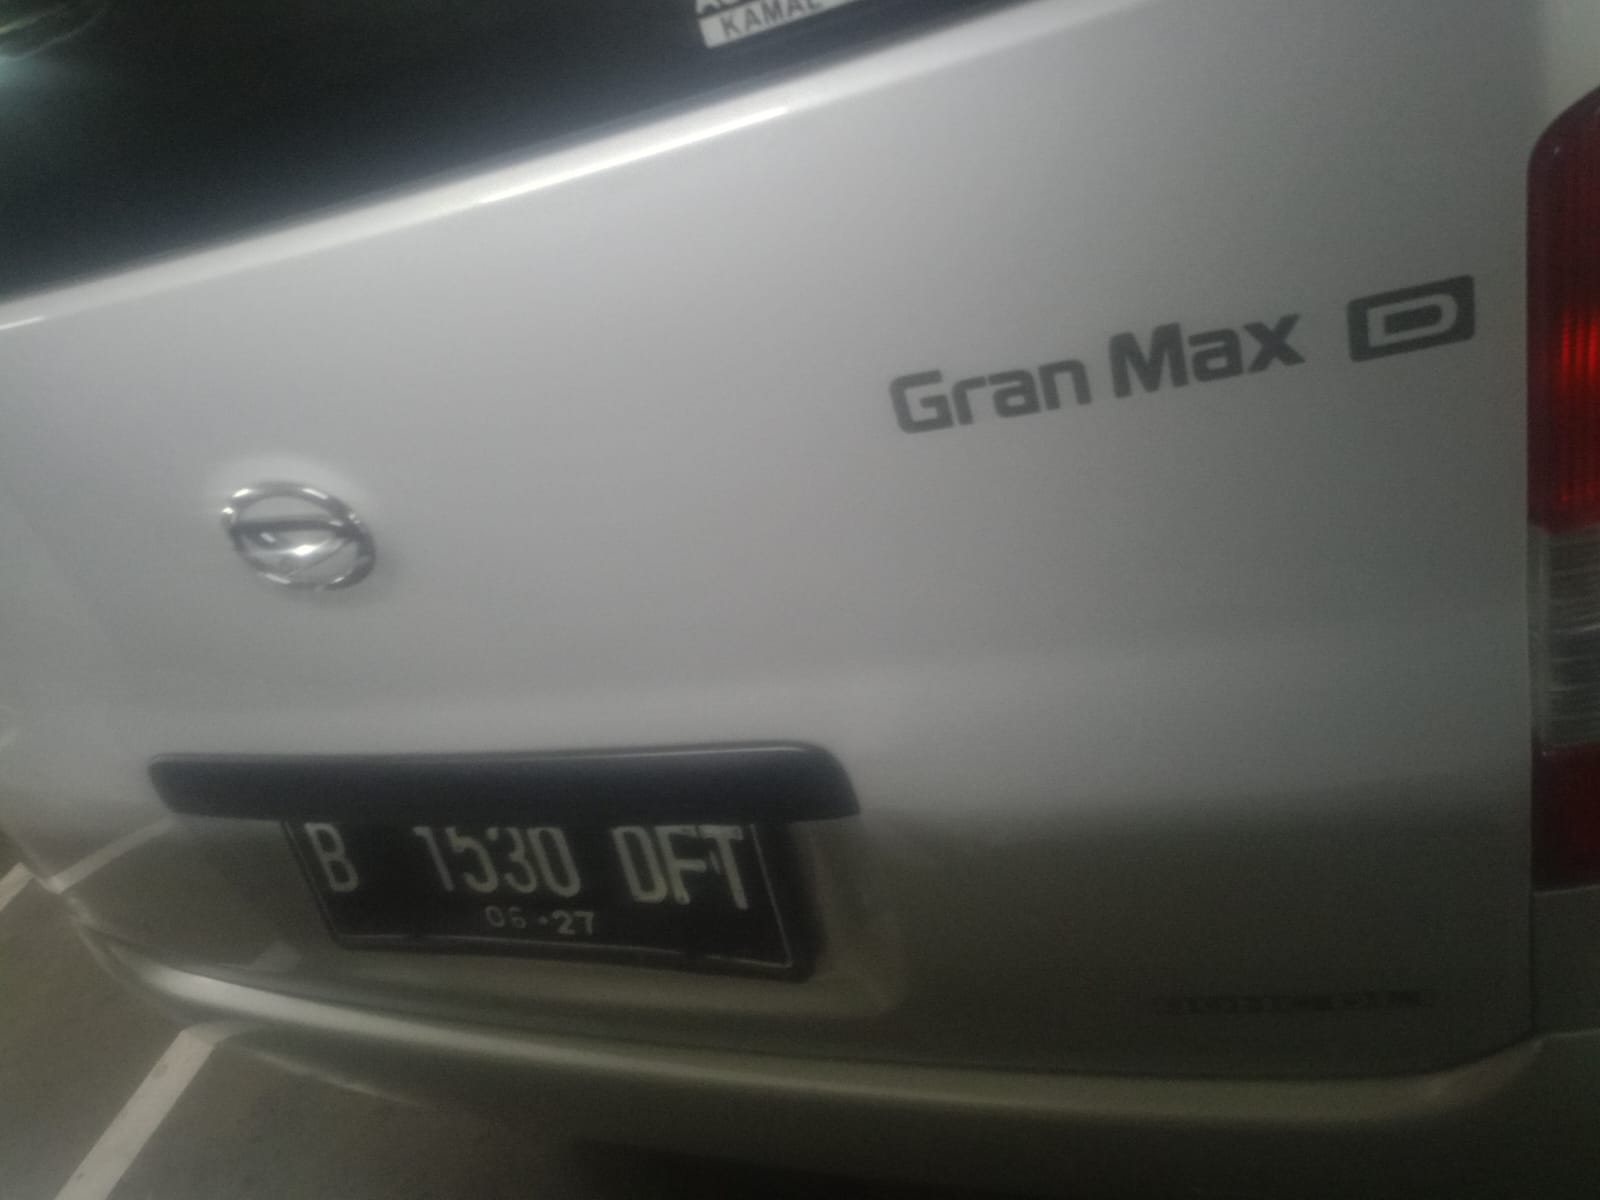 KAMAL
Gran Max D
B 1530 DFT
06 · 27